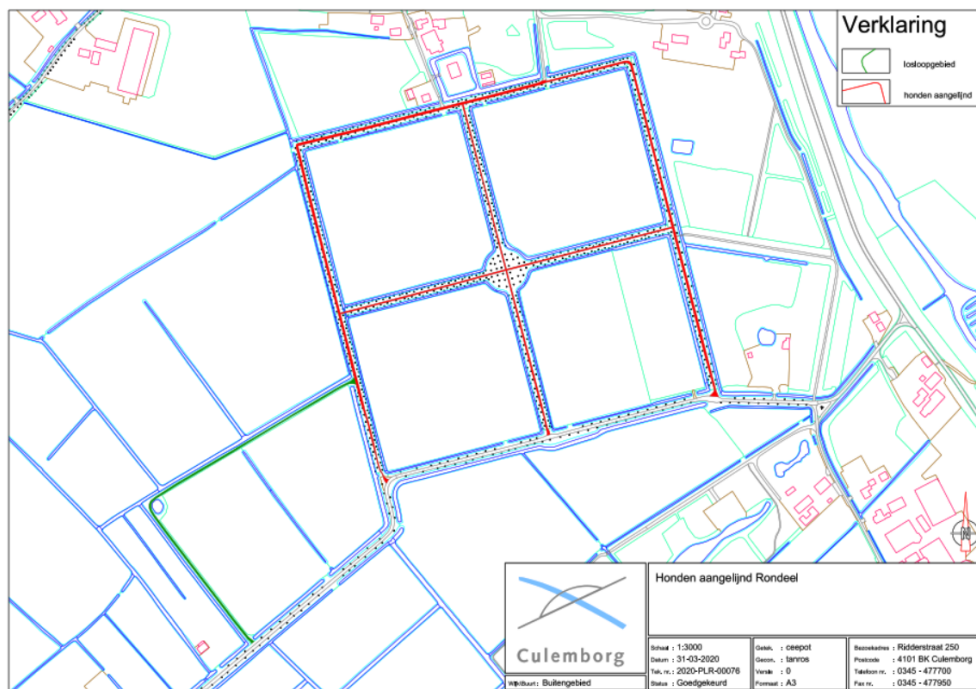 Verklaring
losloopgebied
honden aangelijnd
Honden aangelijnd Rondeel
Culemborg
Wijk/Buurt: Buitengebied
Schaal : 1:3000
Datum : 31-03-2020
Tek. nr. : 2020-PLR-00076
Status : Goedgekeurd
Getek. : ceepot
Gecon. : tanros
Versie : 0
Formaat : A3
Bezoekadres : Ridderstraat 250
Postcode : 4101 BK Culemborg
Telefoon nr. : 0345 - 477700
Fax nr. : 0345 - 477950